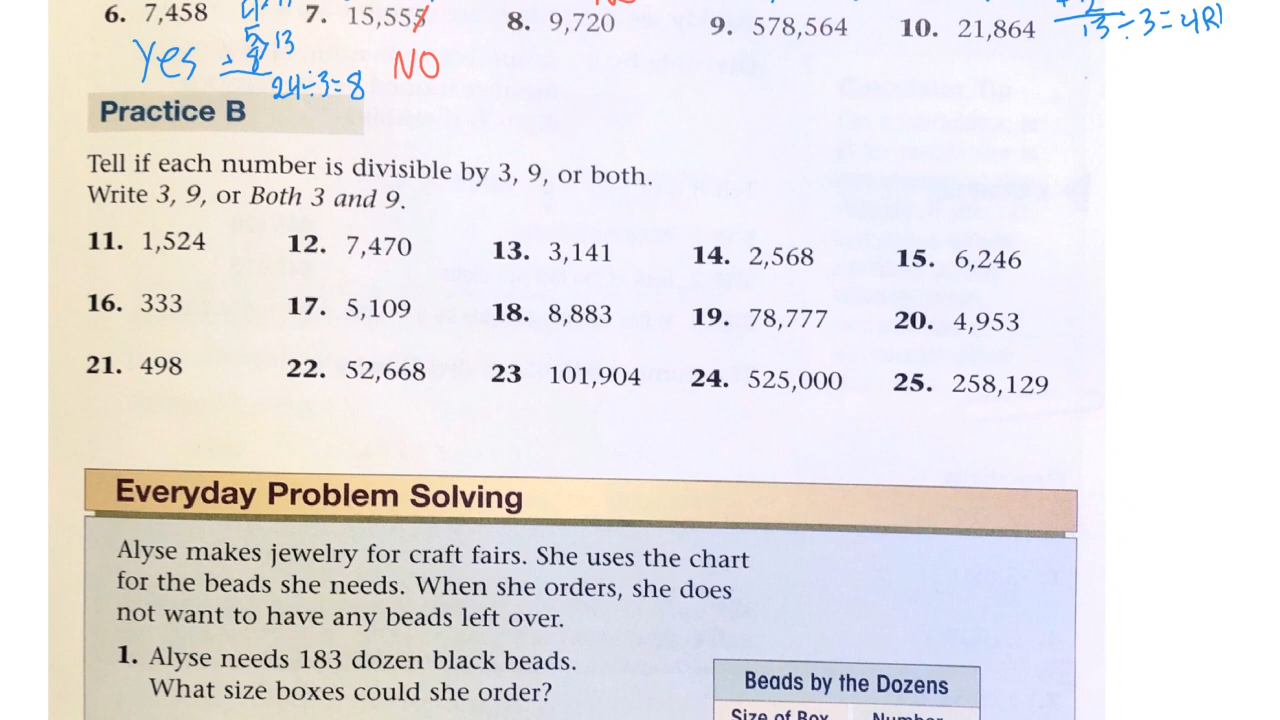 6. 7,458 7. 15,555 8. 9,720 9. 578,564 10. 21,864 13÷3=4R1
13
Yes NO
24÷3=8
Practice B
Tell if each number is divisible by 3, 9, or both.
Write 3, 9, or Both 3 and 9.
11. 1,524 12. 7,470 13. 3,141 14. 2,568 15. 6,246
16. 333 17. 5,109 18. 8,883 19. 78,777 20. 4,953
21. 498 22. 52,668 23 101,904 24. 525,000 25. 258,129
Everyday Problem Solving
Alyse makes jewelry for craft fairs. She uses the chart
for the beads she needs. When she orders, she does
not want to have any beads left over.
1. Alyse needs 183 dozen black beads.
What size boxes could she order?
Beads by the Dozens
Size of Box Number